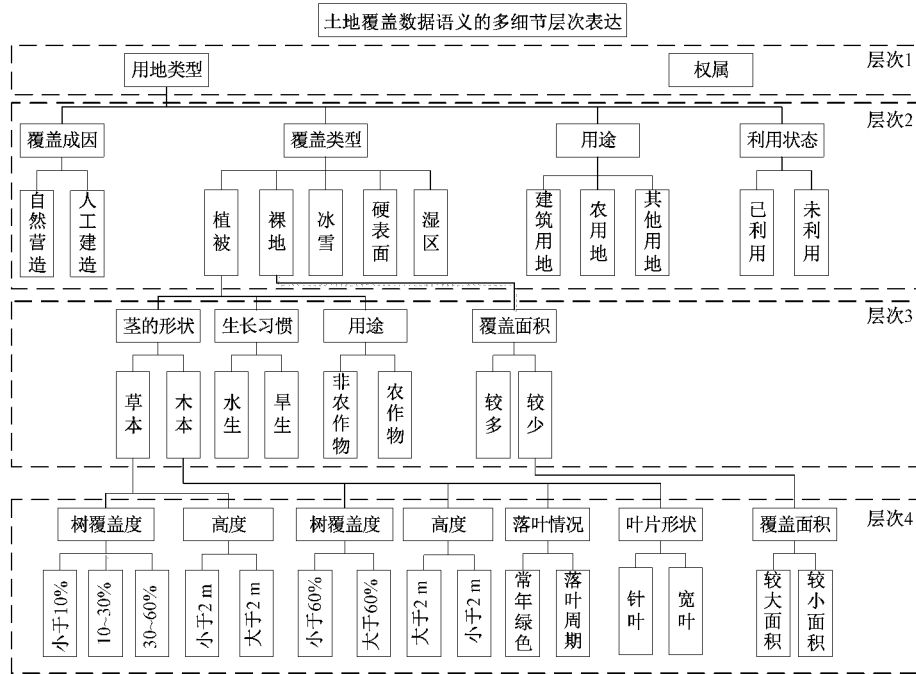 土地覆盖数据语义的多细节层次表达
层次1
用地类型
权属
层次2
覆盖成因
覆盖类型
用途
利用状态
自然营造
人工建造
植被
裸地
冰雪
硬表面
湿区
建筑用地
农用地
其他用地
已利用
未利用
层次3
茎的形状
生长习惯
用途
覆盖面积
草本
木本
水生
旱生
非农作物
农作物
较多
较少
层次4
树覆盖度
高度
树覆盖度
高度
落叶情况
叶片形状
覆盖面积
小于10%
10~30%
30~60%
小于2 m
大于2 m
小于60%
大于60%
大于2 m
小于2 m
常年绿色
落叶周期
针叶
宽叶
较大面积
较小面积